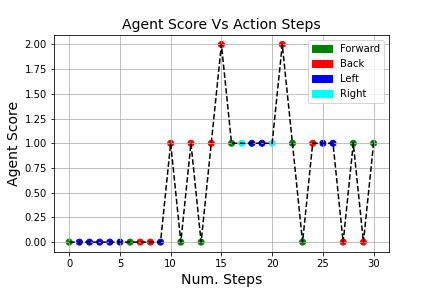 Agent Score Vs Action Steps
2.00
1.75
1.50
1.25
1.00
0.75
0.50
0.25
0.00
Agent Score
Forward
Back
Left
Right
0 5 10 15 20 25 30
Num. Steps